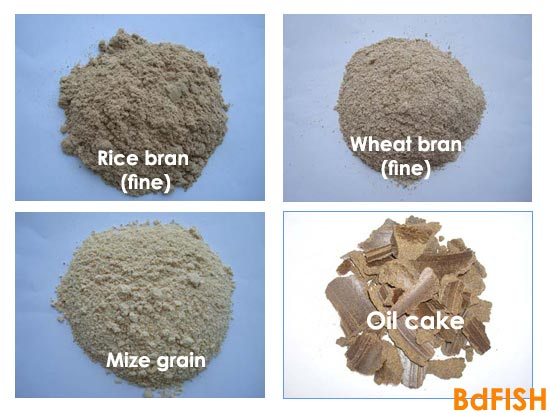 Rice bran
(fine)
Wheat bran
(fine)
Mize grain
Oil cake
BdFISH